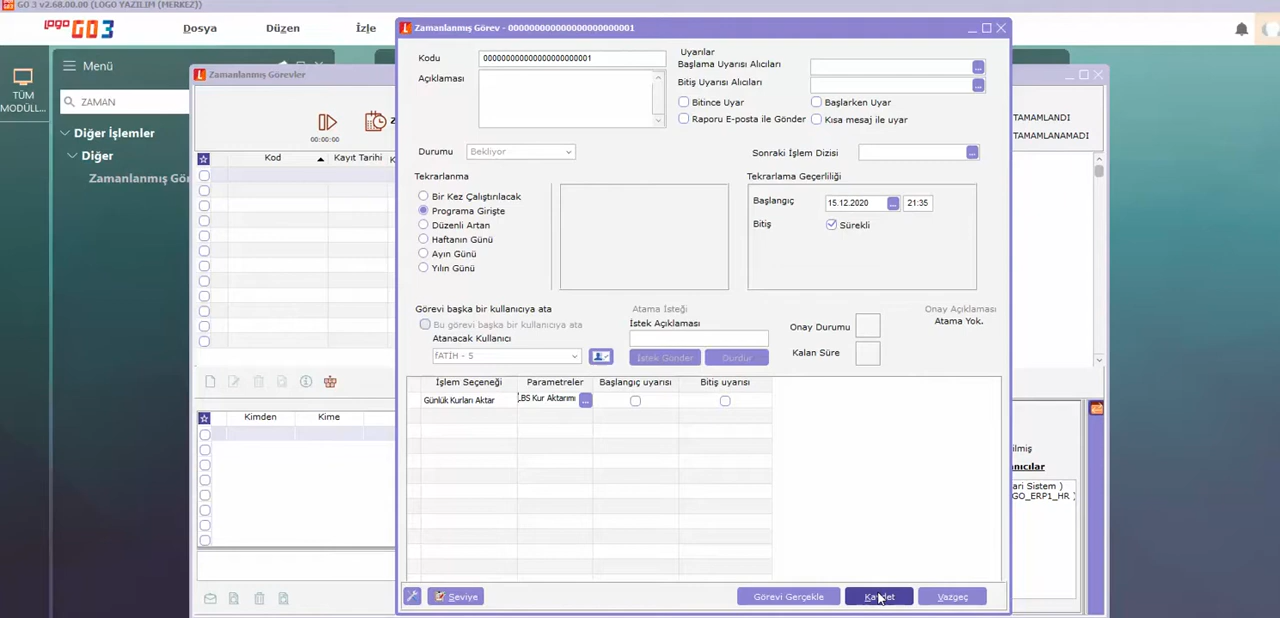 GO 3 v2.68.00.00 (LOGO YAZILIM (MERKEZ))
LOGO GO3
Dosya
Düzen
İzle
TÜM
MODÜLL...
Menü
ZAMAN
Diğer İşlemler
Diğer
Zamanlanmış Gör
Zamanlanmış Görevler
00:00:00
Kod
Kayıt Tarihi
Kimden
Kime
TAMAMLANDI
TAMAMLANAMADI
Zamanlanmış Görev - 000000000000000000000001
Kodu
000000000000000000000001
Açıklaması
Uyarılar
Başlama Uyarısı Alıcıları
Bitiş Uyarısı Alıcıları
Bitince Uyar
Başlarken Uyar
Raporu E-posta ile Gönder
Kısa mesaj ile uyar
Durumu
Bekliyor
Sonraki İşlem Dizisi
Tekrarlanma
Bir Kez Çalıştırılacak
Programa Girişte
Düzenli Artan
Haftanın Günü
Ayın Günü
Yılın Günü
Tekrarlama Geçerliliği
Başlangıç
15.12.2020
21:35
Bitiş
Sürekli
Görevi başka bir kullanıcıya ata
Bu görevi başka bir kullanıcıya ata
Atanacak Kullanıcı
fATİH - 5
Atama İsteği
İstek Açıklaması
İstek Gönder
Durdur
Onay Durumu
Kalan Süre
Onay Açıklaması
Atama Yok.
İşlem Seçeneği
Parametreler
Başlangıç uyarısı
Bitiş uyarısı
Günlük Kurları Aktar
LBS Kur Aktarımı
ilmiş
anıcılar
ari Sistem )
GO_ERP1_HR )
Seviye
Görevi Gerçekle
Kaydet
Vazgeç